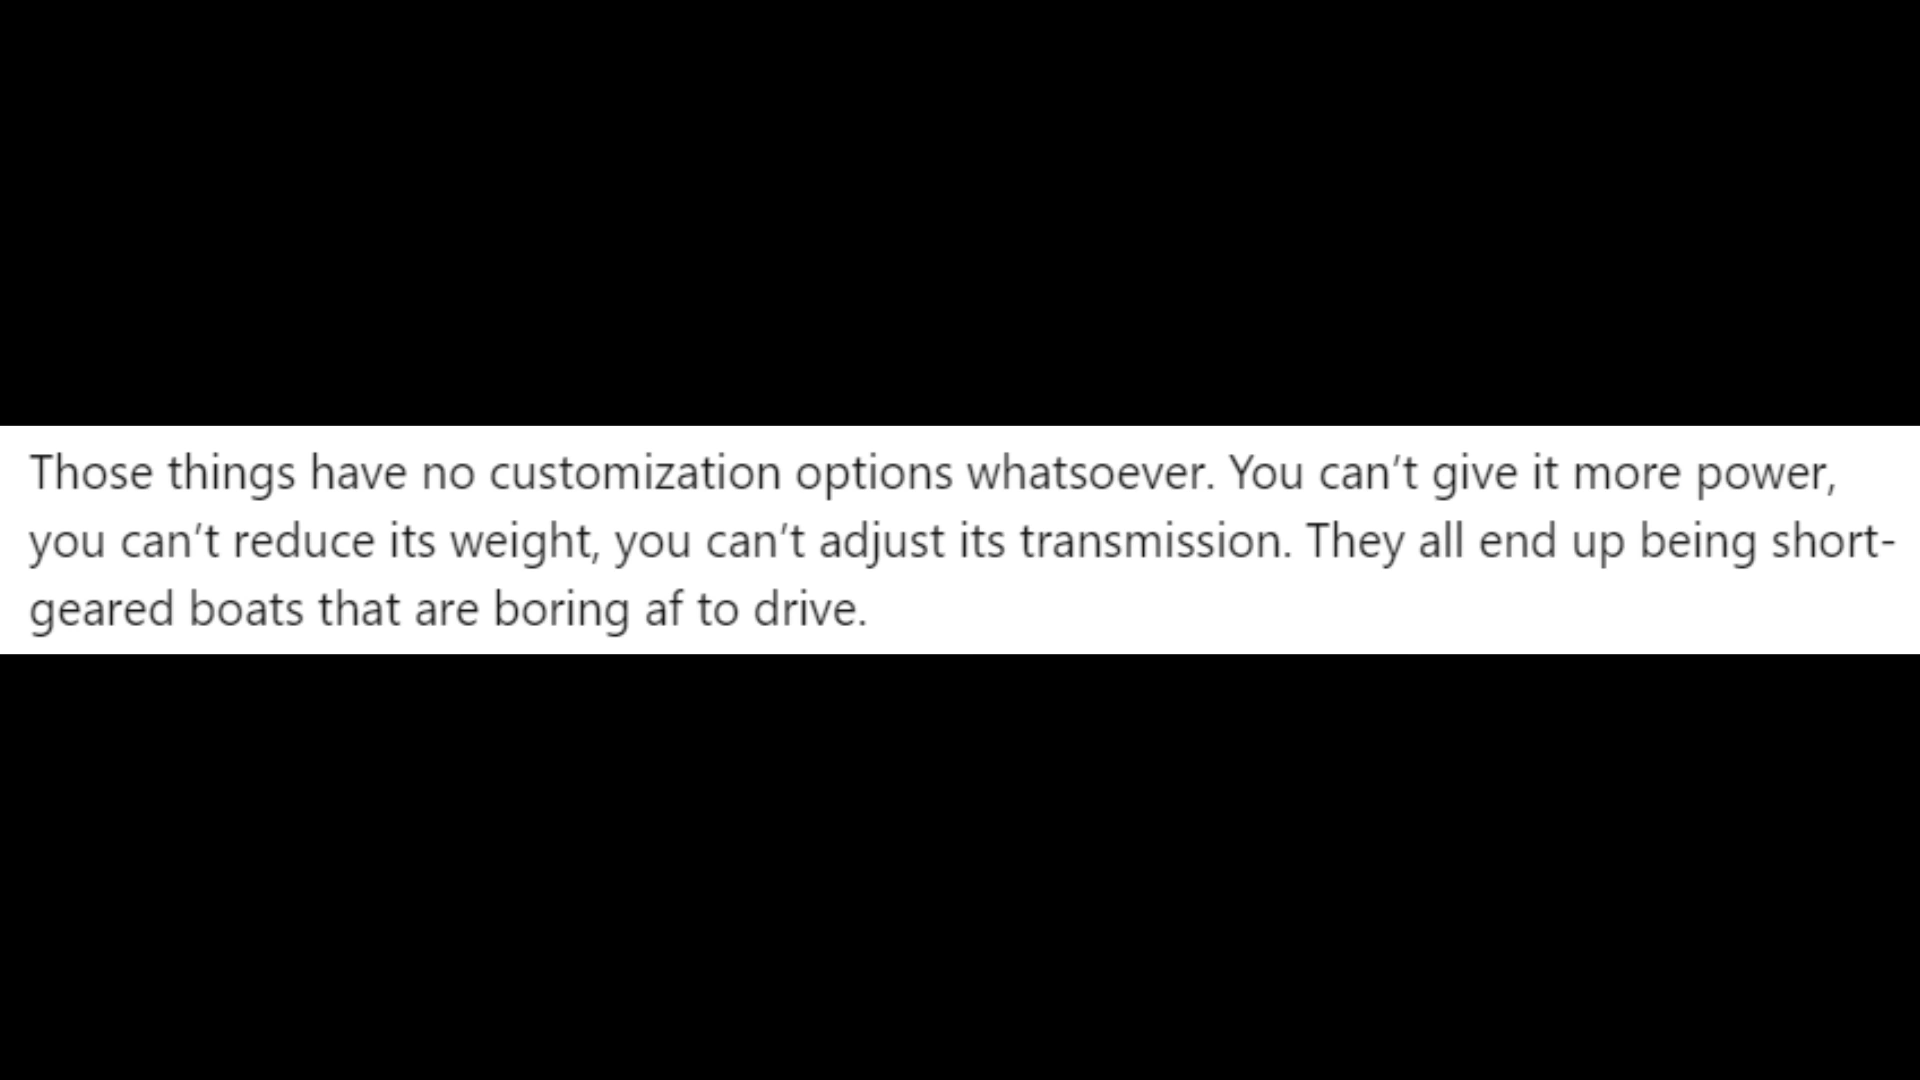 Those things have no customization options whatsoever. You can’t give it more power,
you can’t reduce its weight, you can’t adjust its transmission. They all end up being short-
geared boats that are boring af to drive.